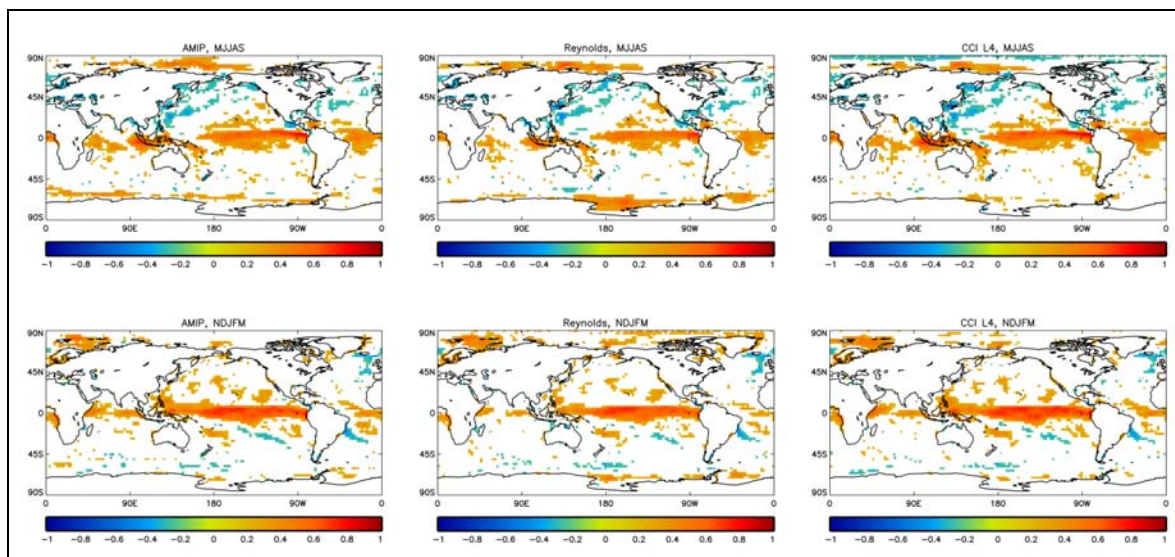 AMIP, MJJAS
Reynolds, MJJAS
CCI L4, MJJAS
90N 90N 90N
45N 45N 45N
0 0 0
45S 45S 45S
90S 90S 90S
0 90E 180 90W 0 0 90E 180 90W 0 0 90E 180 90W 0
-1 -0.8 -0.6 -0.4 -0.2 0 0.2 0.4 0.6 0.8 1 -1 -0.8 -0.6 -0.4 -0.2 0 0.2 0.4 0.6 0.8 1 -1 -0.8 -0.6 -0.4 -0.2 0 0.2 0.4 0.6 0.8 1
AMIP, NDJFM
Reynolds, NDJFM
CCI L4, NDJFM
90N 90N 90N
45N 45N 45N
0 0 0
45S 45S 45S
90S 90S 90S
0 90E 180 90W 0 0 90E 180 90W 0 0 90E 180 90W 0
-1 -0.8 -0.6 -0.4 -0.2 0 0.2 0.4 0.6 0.8 1 -1 -0.8 -0.6 -0.4 -0.2 0 0.2 0.4 0.6 0.8 1 -1 -0.8 -0.6 -0.4 -0.2 0 0.2 0.4 0.6 0.8 1